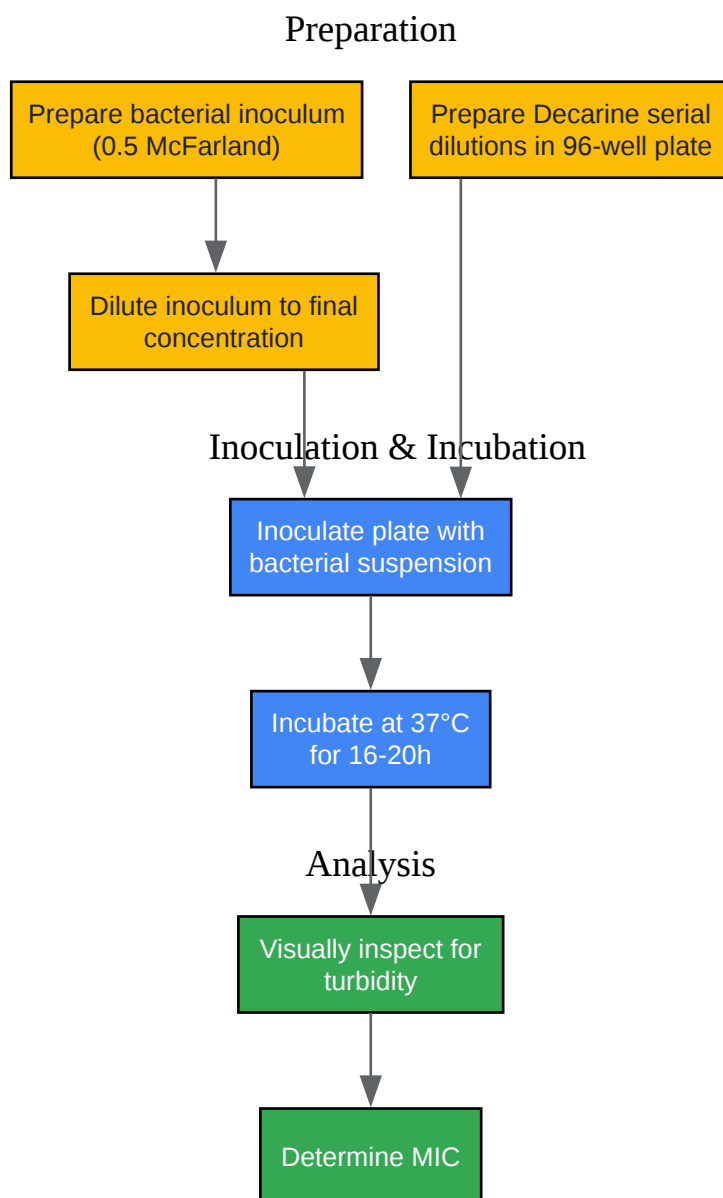 Preparation
Prepare bacterial inoculum
(0.5 McFarland)
Prepare Decarine serial
dilutions in 96-well plate
Dilute inoculum to final
concentration
Inoculation & Incubation
Inoculate plate with
bacterial suspension
Incubate at 37°C
for 16-20h
Analysis
Visually inspect for
turbidity
Determine MIC